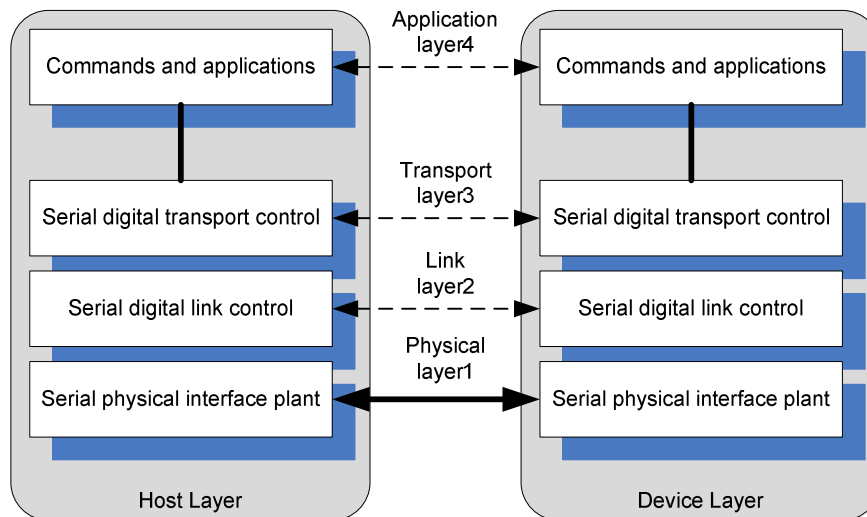 Application
layer4
Commands and applications
Commands and applications
Transport
layer3
Serial digital transport control
Serial digital transport control
Link
layer2
Serial digital link control
Serial digital link control
Physical
layer1
Serial physical interface plant
Serial physical interface plant
Host Layer
Device Layer